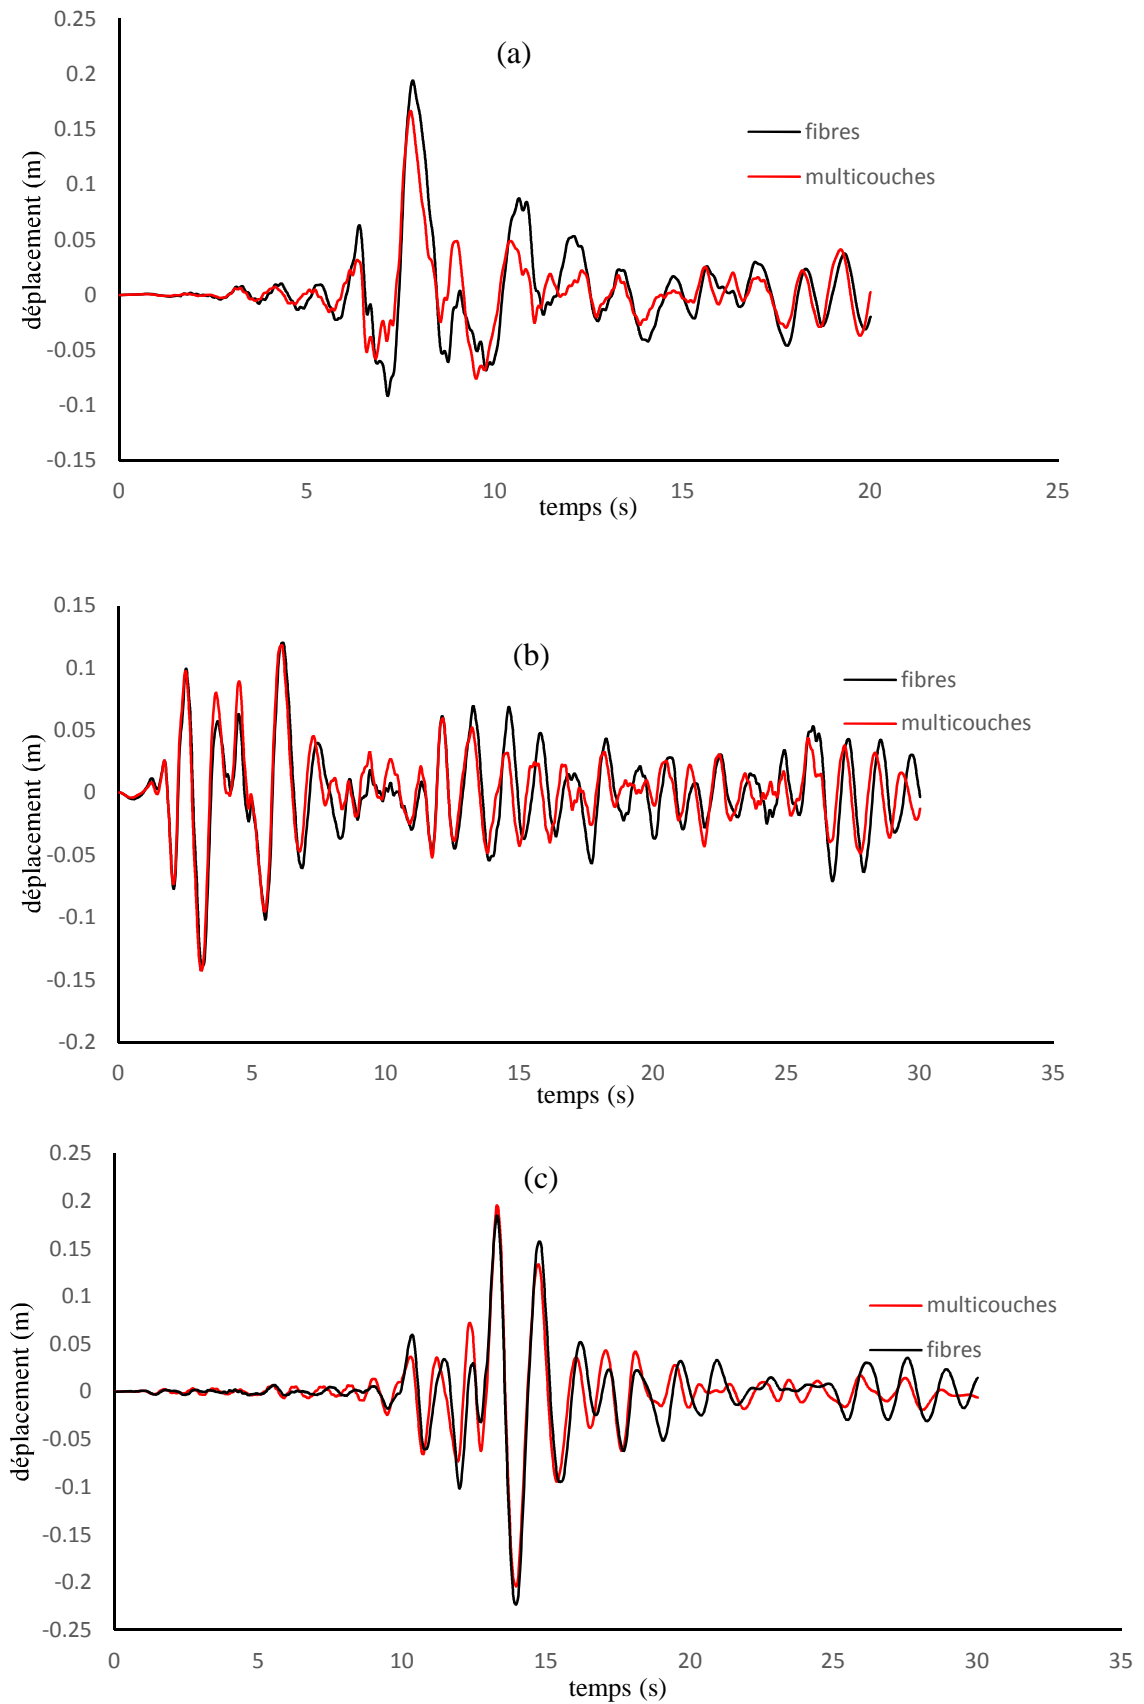 0.25
(a)
0.2
0.15
fibres
multicouches
0.1
0.05
0
-0.05
-0.1
-0.15
déplacement (m)
0 5 10 15 20 25
temps (s)
0.15
(b)
0.1
fibres
multicouches
0.05
0
-0.05
-0.1
-0.15
-0.2
déplacement (m)
0 5 10 15 20 25 30 35
temps (s)
0.25
(c)
0.2
0.15
0.1
multicouches
fibres
0.05
0
-0.05
-0.1
-0.15
-0.2
-0.25
déplacement (m)
0 5 10 15 20 25 30 35
temps (s)